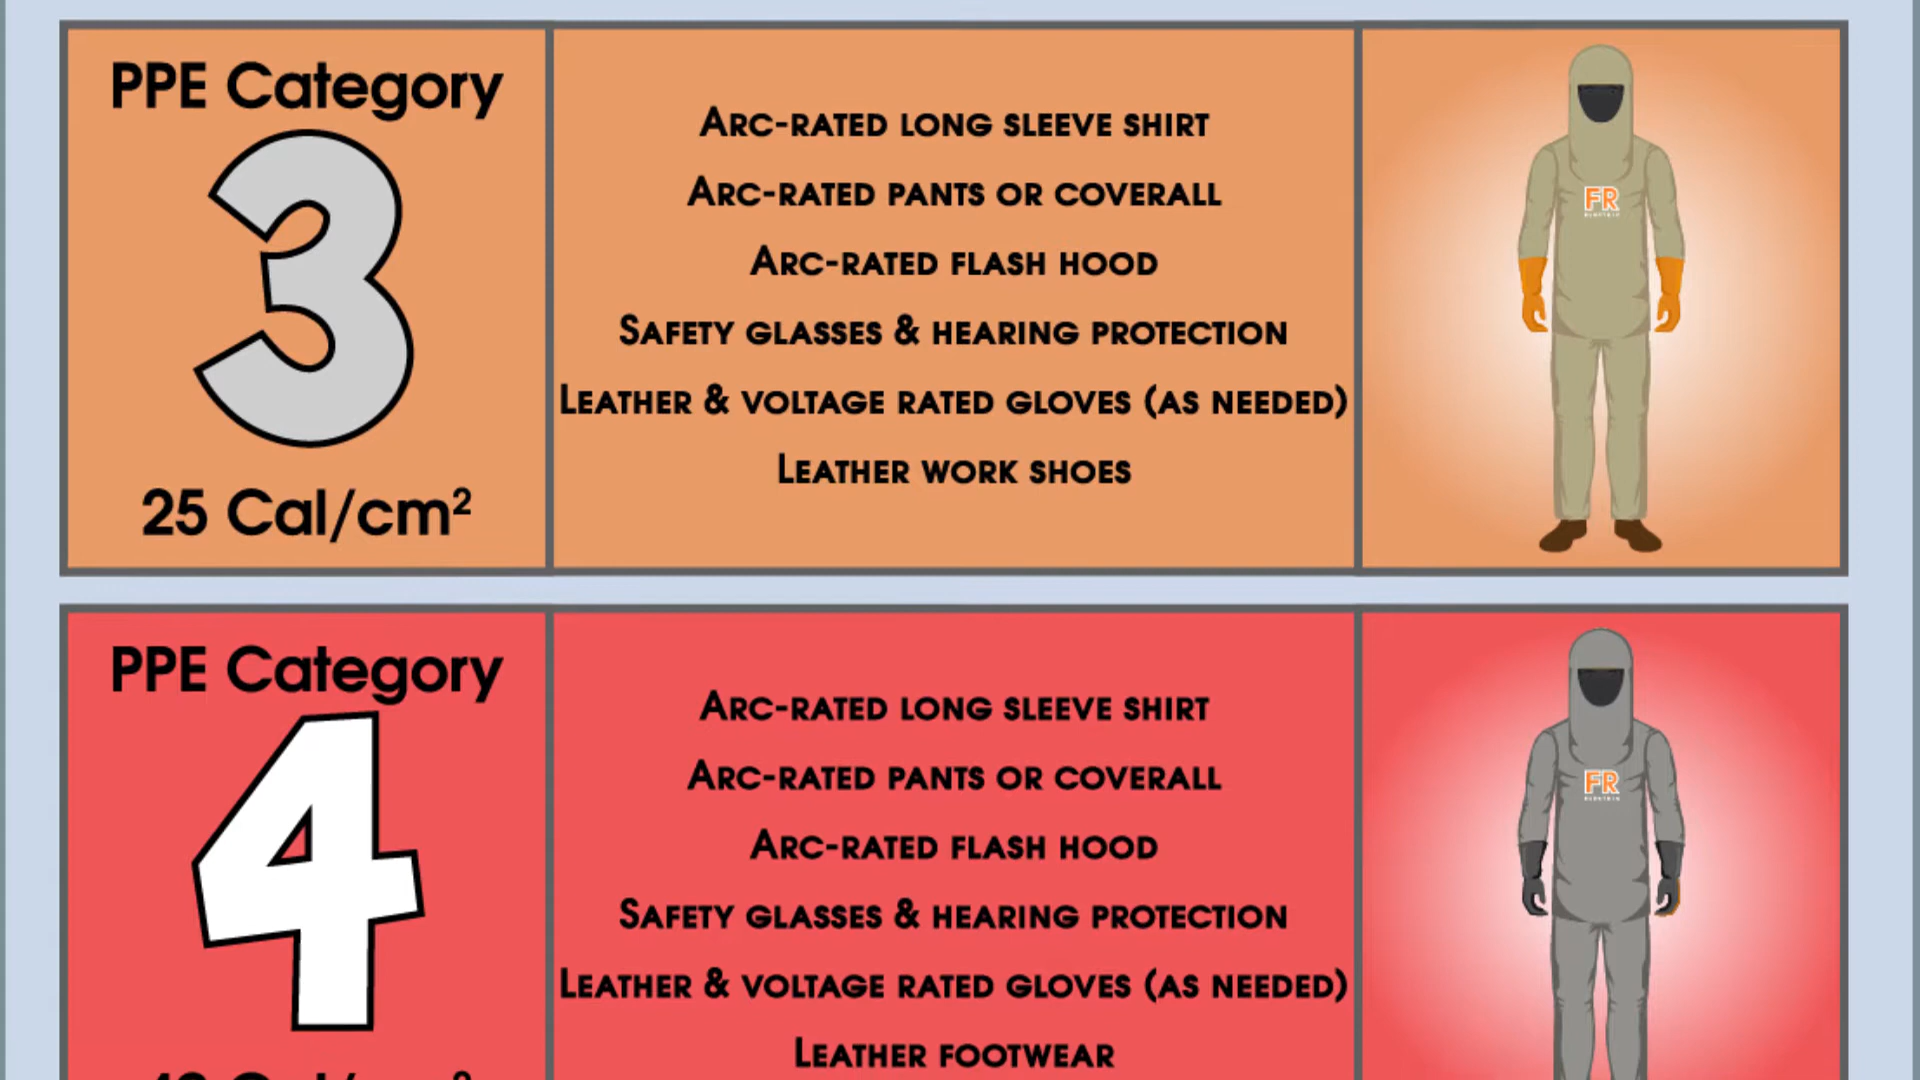 PPE Category
3
25 Cal/cm²
Arc-rated long sleeve shirt
Arc-rated pants or coverall
Arc-rated flash hood
Safety glasses & hearing protection
Leather & voltage rated gloves (as needed)
Leather work shoes
FR
PPE Category
4
Arc-rated long sleeve shirt
Arc-rated pants or coverall
Arc-rated flash hood
Safety glasses & hearing protection
Leather & voltage rated gloves (as needed)
Leather footwear
FR